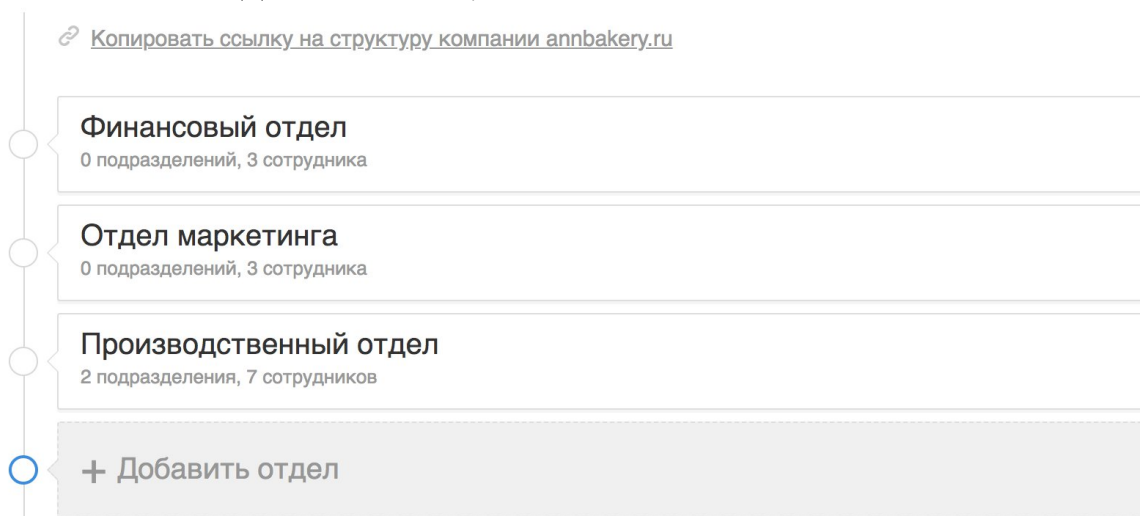 Копировать ссылку на структуру компании annbakery.ru
Финансовый отдел
0 подразделений, 3 сотрудника
Отдел маркетинга
0 подразделений, 3 сотрудника
Производственный отдел
2 подразделения, 7 сотрудников
+ Добавить отдел